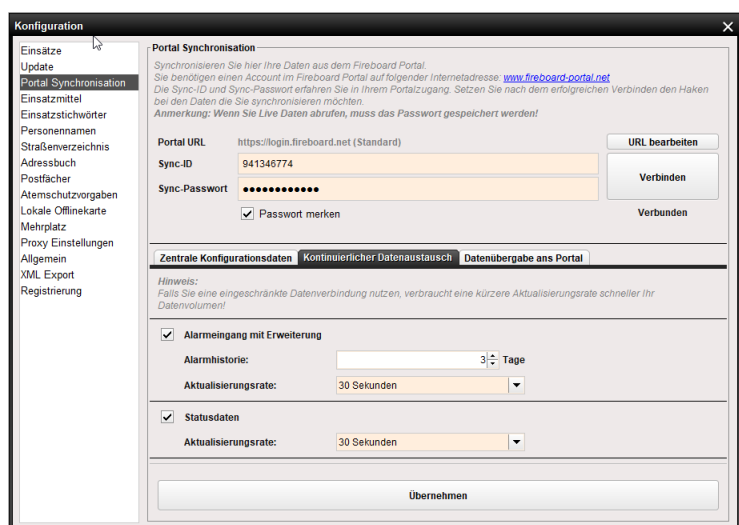 Konfiguration
Einsätze
Update
Portal Synchronisation
Einsatzmittel
Einsatzstichwörter
Personennamen
Straßenverzeichnis
Adressbuch
Postfächer
Atemschutzvorgaben
Lokale Offlinekarte
Mehrplatz
Proxy Einstellungen
Allgemein
XML Export
Registrierung
Portal Synchronisation
Synchronisieren Sie hier Ihre Daten aus dem Fireboard Portal.
Sie benötigen einen Account im Fireboard Portal auf folgender Internetadresse: www.fireboard-portal.net
Die Sync-ID und Sync-Passwort erfahren Sie in Ihrem Portalzugang. Setzen Sie nach dem erfolgreichen Verbinden den Haken
bei den Daten die Sie synchronisieren möchten.
Anmerkung: Wenn Sie Live Daten abrufen, muss das Passwort gespeichert werden!
Portal URL https://login.fireboard.net (Standard) URL bearbeiten
Sync-ID 941346774
Verbinden
Sync-Passwort ●●●●●●●●●●●●
Passwort merken Verbunden
Zentrale Konfigurationsdaten Kontinuierlicher Datenaustausch Datenübergabe ans Portal
Hinweis:
Falls Sie eine eingeschränkte Datenverbindung nutzen, verbraucht eine kürzere Aktualisierungsrate schneller Ihr
Datenvolumen!
Alarmeingang mit Erweiterung
Alarmhistorie: 3 Tage
Aktualisierungsrate: 30 Sekunden
Statusdaten
Aktualisierungsrate: 30 Sekunden
Übernehmen